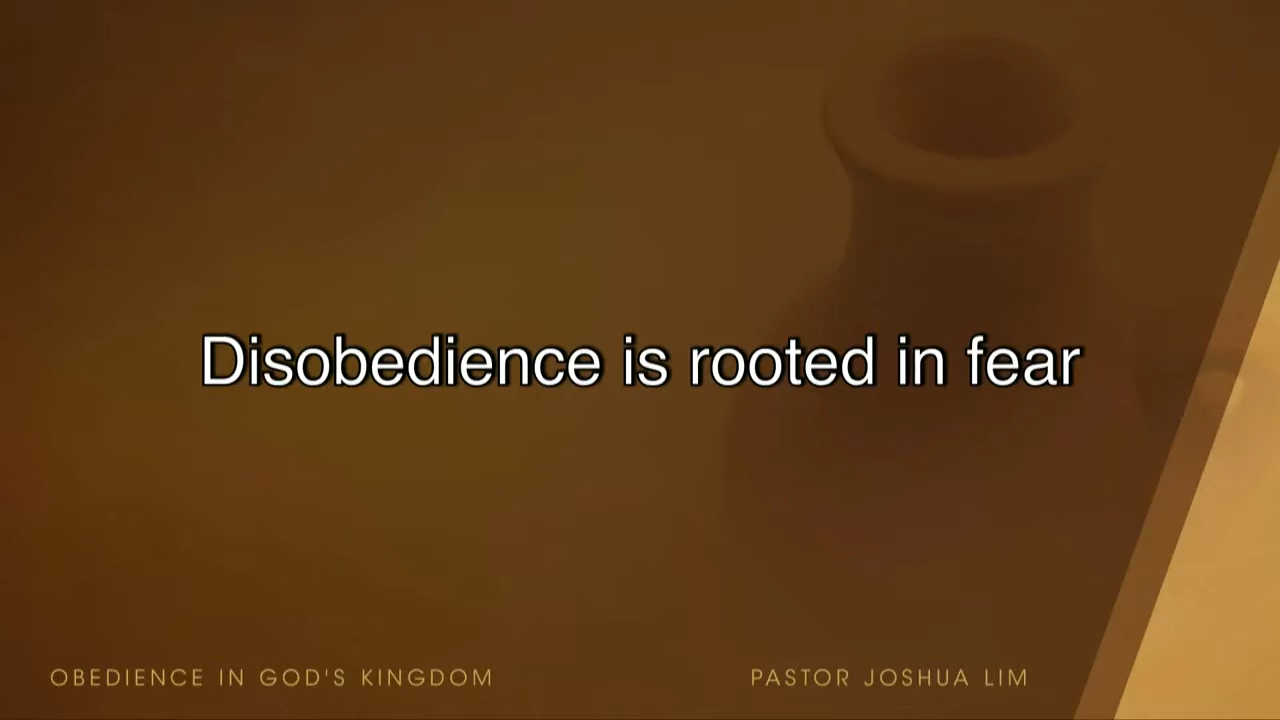 Disobedience is rooted in fear
OBEDIENCE IN GOD'S KINGDOM
PASTOR JOSHUA LIM